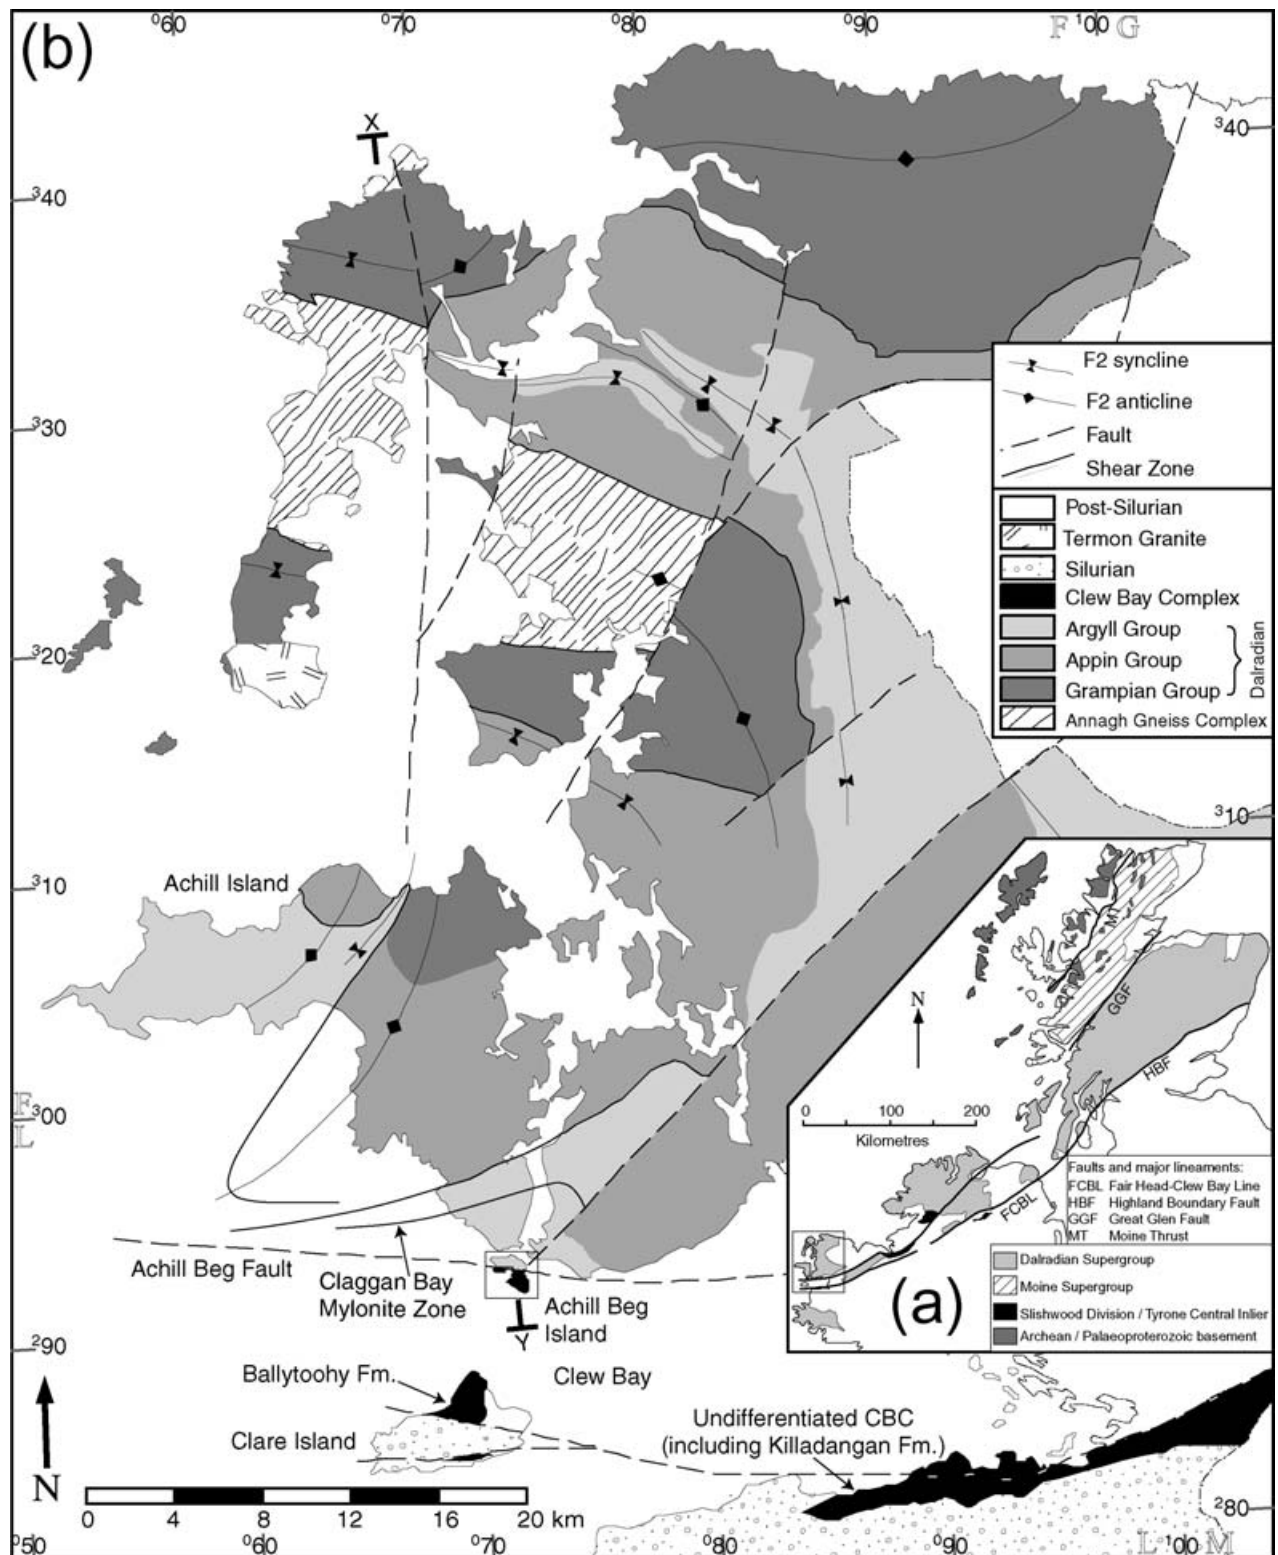 (b)
⁰60
⁰70
⁰80
⁰90
¹00
F
G
X
³40
³40
³30
³20
³10
³10
³00
F
L
²90
²80
F2 syncline
F2 anticline
Fault
Shear Zone
Post-Silurian
Termon Granite
Silurian
Clew Bay Complex
Argyll Group
Appin Group
Grampian Group
Dalradian
Annagh Gneiss Complex
Achill Island
Achill Beg Fault
Claggan Bay
Mylonite Zone
Achill Beg
Island
Y
Clew Bay
Ballytoohy Fm.
Clare Island
Undifferentiated CBC
(including Killadangan Fm.)
N
0 4 8 12 16 20 km
⁰50
⁰60
⁰70
⁰80
⁰90
L
¹00
M
N
MT
GGF
HBF
FCBL
0 100 200
Kilometres
Faults and major lineaments:
FCBL Fair Head-Clew Bay Line
HBF Highland Boundary Fault
GGF Great Glen Fault
MT Moine Thrust
(a)
Dalradian Supergroup
Moine Supergroup
Slishwood Division / Tyrone Central Inlier
Archean / Palaeoproterozoic basement